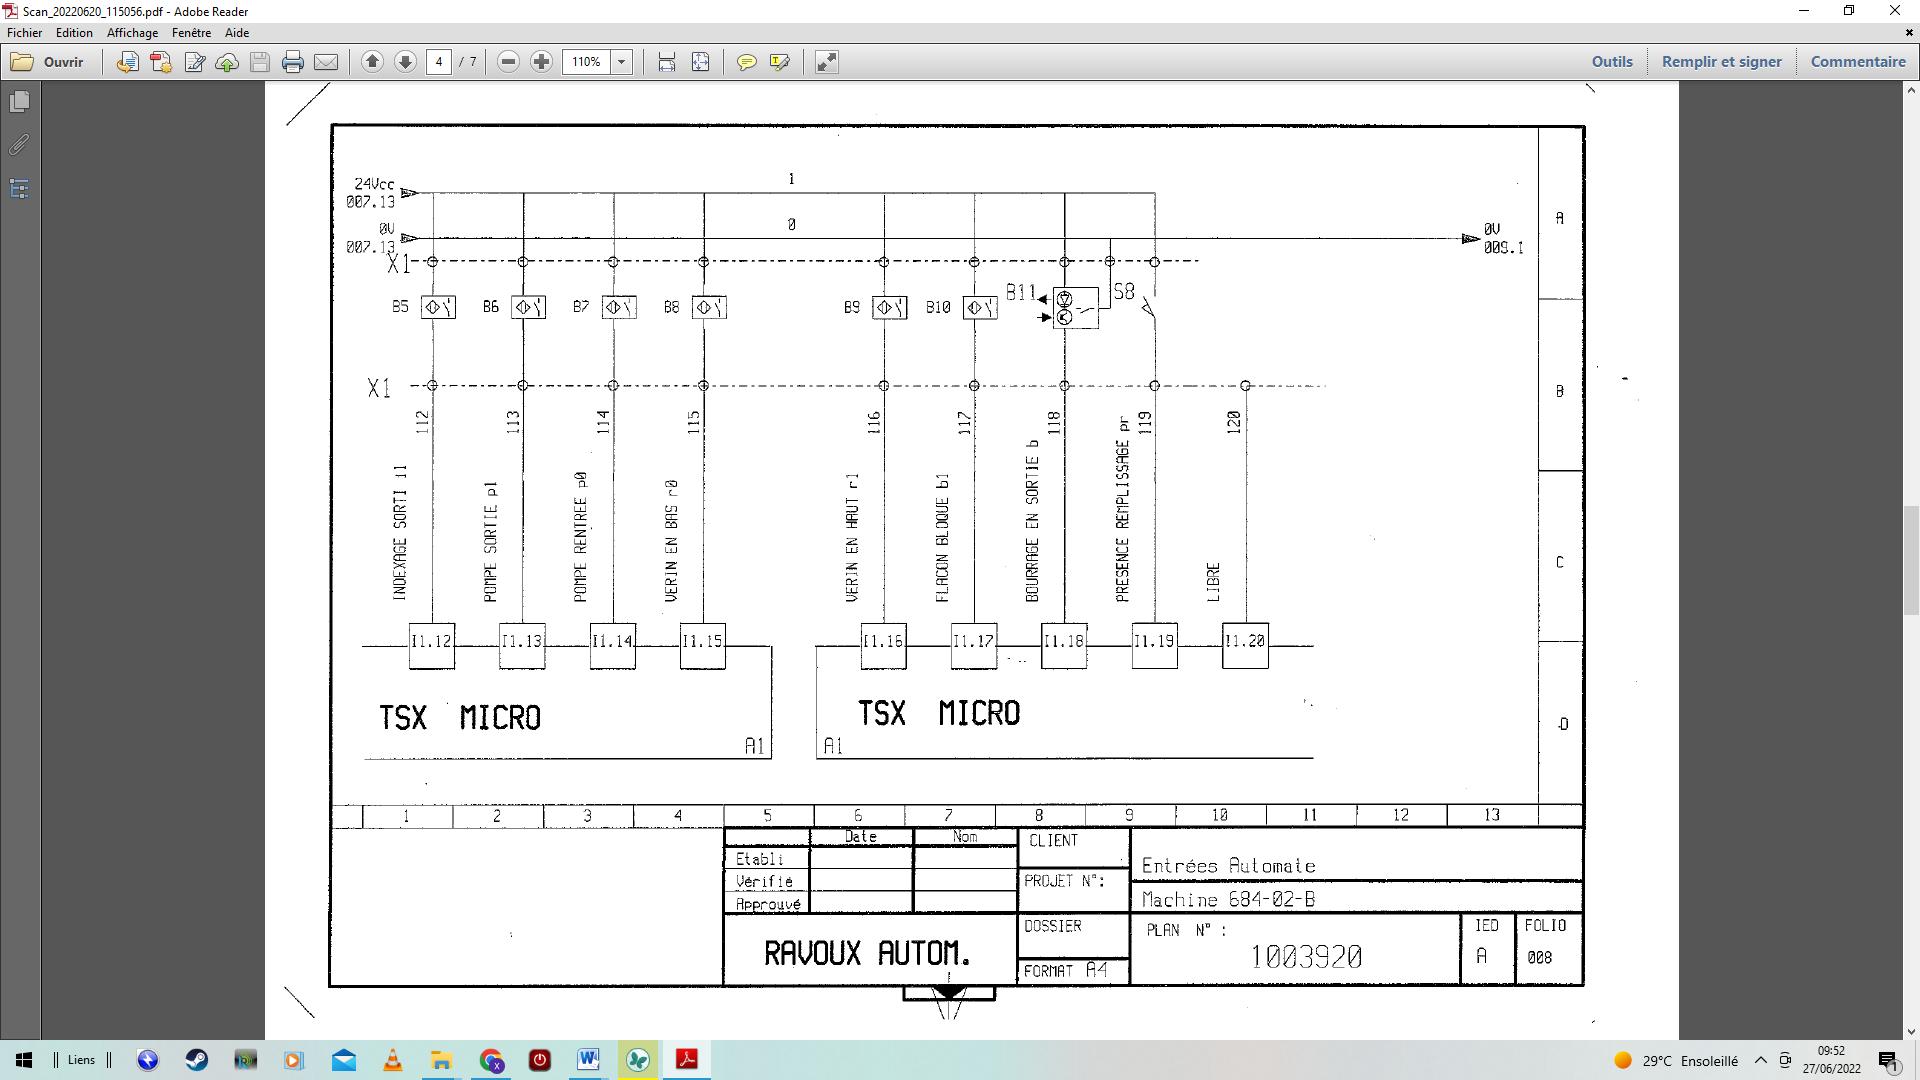 Scan_20220620_115056.pdf - Adobe Reader
Fichier Edition Affichage Fenêtre Aide
Ouvrir 4 / 7 110% Outils Remplir et signer Commentaire
24Vcc
007.13
1
0V
007.13
0
0V
009.1
A
X1
B5 B6 B7 B8 B9 B10 B11 S8
X1
B
112 113 114 115 116 117 118 119 120
INDEXAGE SORTI i1
POMPE SORTIE p1
POMPE RENTREE p0
VERIN EN BAS r0
VERIN EN HAUT r1
FLACON BLOQUE b1
BOURRAGE EN SORTIE b
PRESENCE REMPLISSAGE pr
LIBRE
C
I1.12 I1.13 I1.14 I1.15 I1.16 I1.17 I1.18 I1.19 I1.20
TSX MICRO
A1
TSX MICRO
A1
D
1 2 3 4 5 6 7 8 9 10 11 12 13
Date Nom
Etabli
Vérifié
Approuvé
CLIENT
PROJET N°:
Entrées Automate
Machine 684-02-B
RAVOUX AUTOM.
DOSSIER
FORMAT A4
PLAN N° :
1003920
IED
A
FOLIO
008
Liens
29°C Ensoleillé
09:52
27/06/2022
1